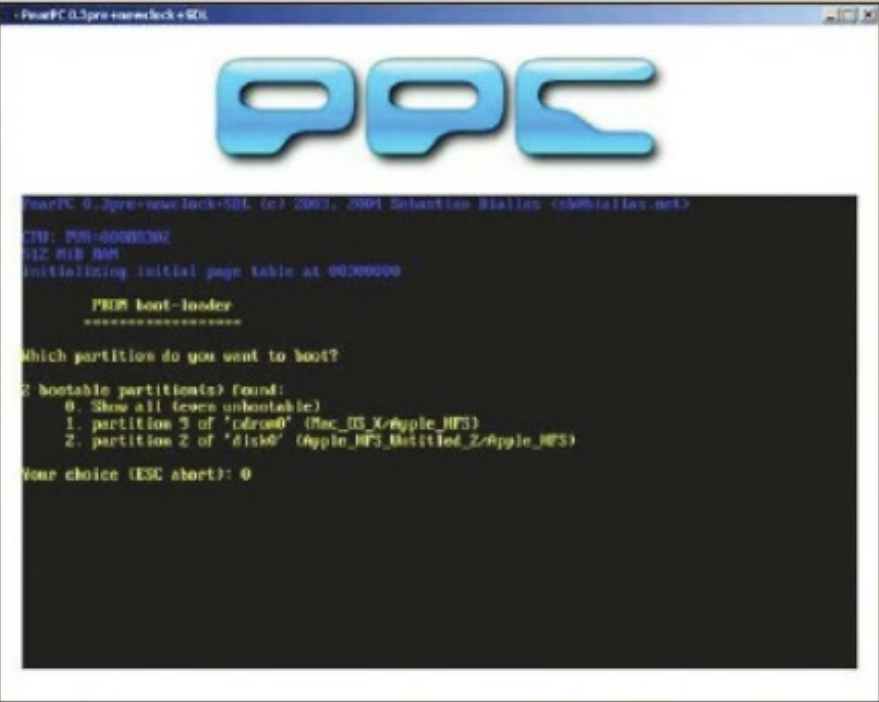 PearPC 0.3pre+newclock+SDL
PPC
PearPC 0.3pre+newclock+SDL (c) 2003, 2004 Sebastian Biallas (sb@biallas.net)
CPU: PVR=00088302
512 MiB RAM
initializing initial page table at 00300000
PROM boot-loader
------------------
Which partition do you want to boot?
2 bootable partition(s) found:
0. Show all (even unbootable)
1. partition 9 of 'cdrom0' (Mac_OS_X/Apple_HFS)
2. partition 2 of 'disk0' (Apple_HFS_Untitled_2/Apple_HFS)
Your choice (ESC abort): 0